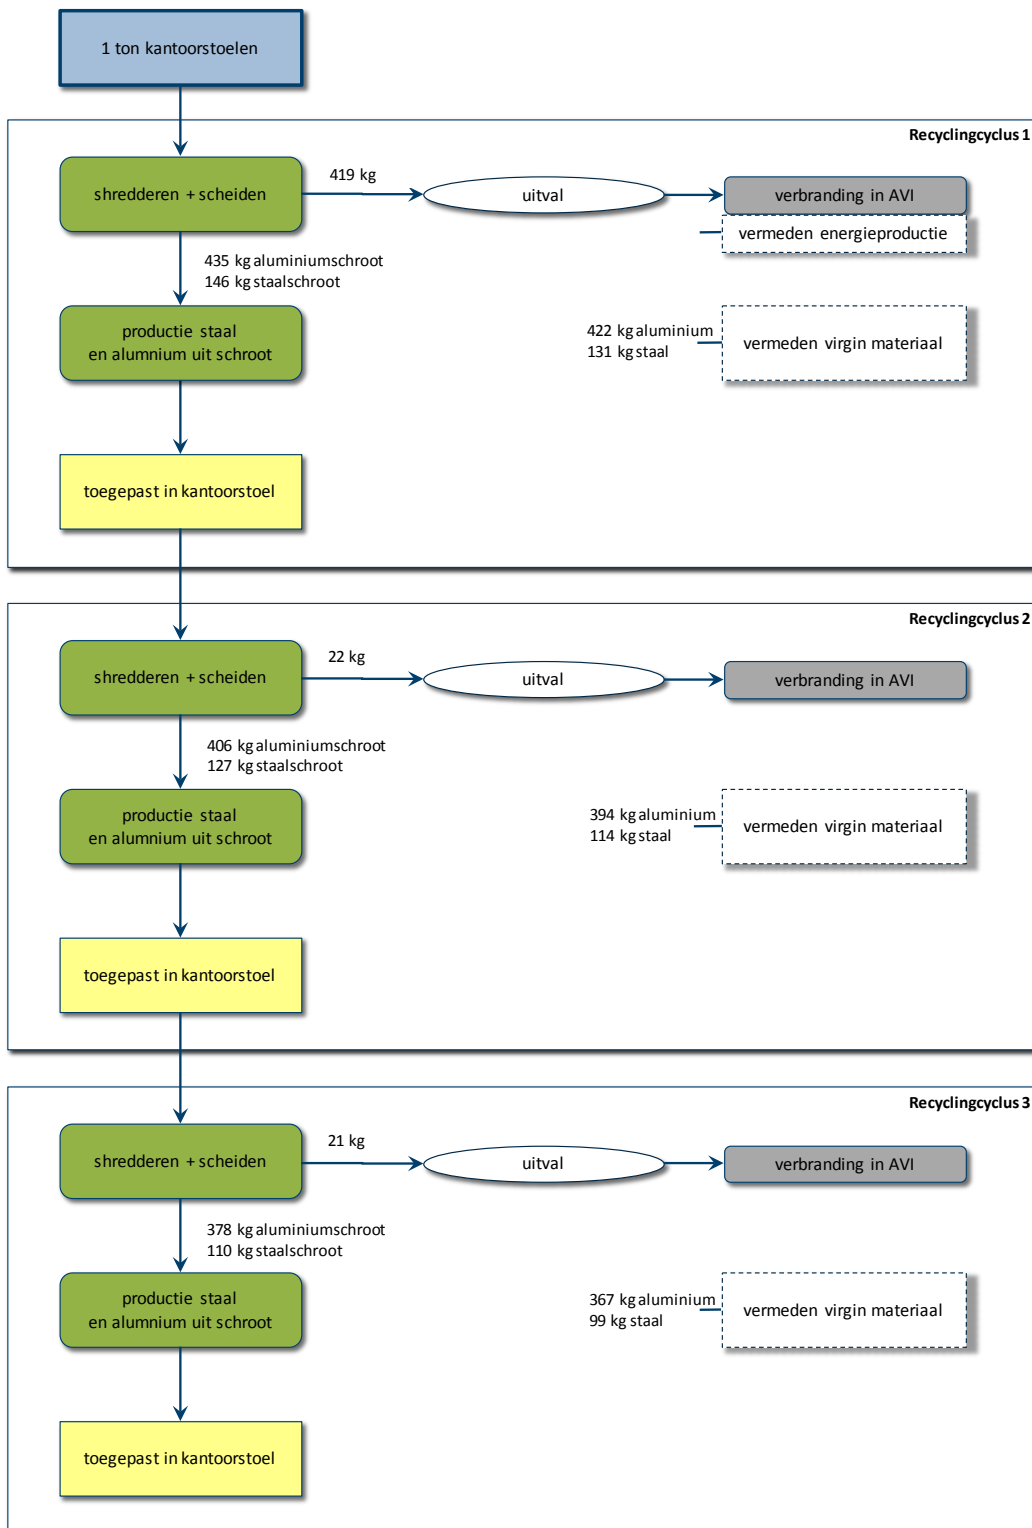 1 ton kantoorstoelen
Recyclingcyclus 1
shredderen + scheiden
419 kg
uitval
verbranding in AVI
vermeden energieproductie
435 kg aluminiumschroot
146 kg staalschroot
productie staal
en alumnium uit schroot
422 kg aluminium
131 kg staal
vermeden virgin materiaal
toegepast in kantoorstoel
Recyclingcyclus 2
shredderen + scheiden
22 kg
uitval
verbranding in AVI
406 kg aluminiumschroot
127 kg staalschroot
productie staal
en alumnium uit schroot
394 kg aluminium
114 kg staal
vermeden virgin materiaal
toegepast in kantoorstoel
Recyclingcyclus 3
shredderen + scheiden
21 kg
uitval
verbranding in AVI
378 kg aluminiumschroot
110 kg staalschroot
productie staal
en alumnium uit schroot
367 kg aluminium
99 kg staal
vermeden virgin materiaal
toegepast in kantoorstoel